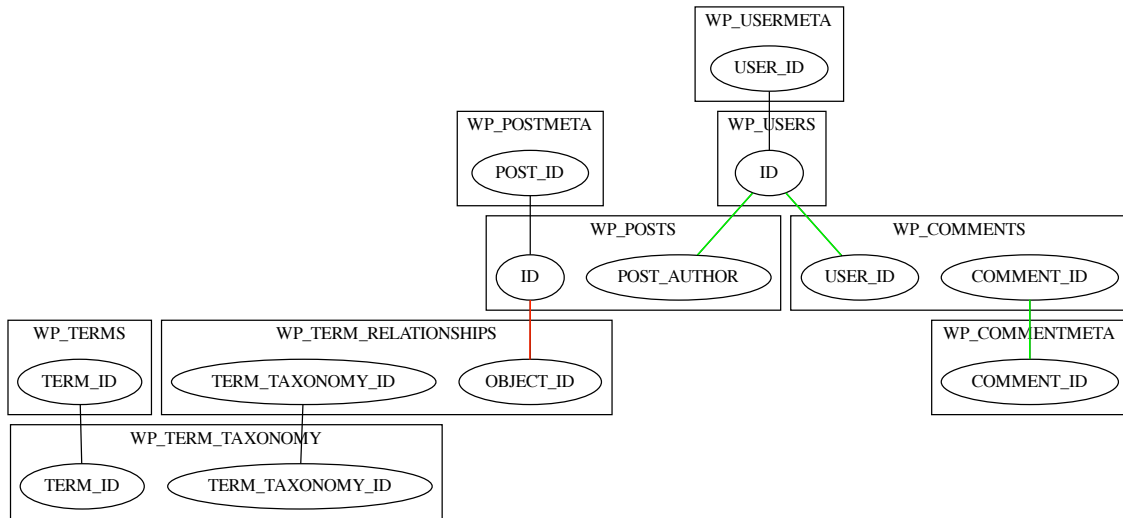 WP_USERMETA
USER_ID
WP_POSTMETA
WP_USERS
POST_ID
ID
WP_POSTS
WP_COMMENTS
ID
POST_AUTHOR
USER_ID
COMMENT_ID
WP_TERMS
WP_TERM_RELATIONSHIPS
WP_COMMENTMETA
TERM_ID
TERM_TAXONOMY_ID
OBJECT_ID
COMMENT_ID
WP_TERM_TAXONOMY
TERM_ID
TERM_TAXONOMY_ID